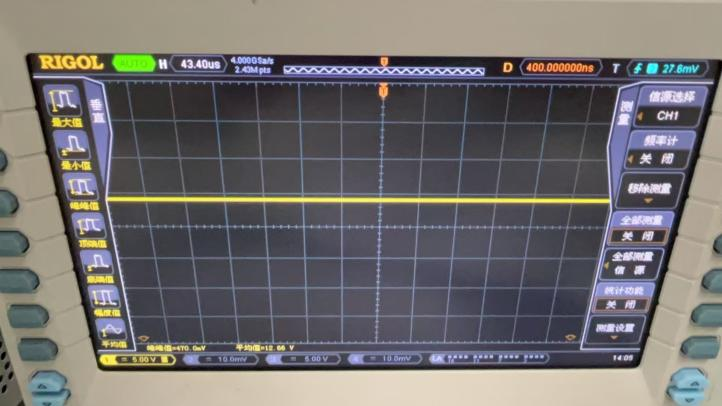 RIGOL AUTO H 43.40us 4.000GSa/s D 400.000000ns T 27.6mV
2.43M pts
垂直
最大值
最小值
峰峰值
顶端值
底端值
幅度值
平均值
测量
信源选择
CH1
频率计
关闭
移除测量
全部测量
关闭
全部测量
信源
统计功能
关闭
测量设置
峰峰值=470.0mV 平均值=12.66 V
1 = 5.00 V 2 = 10.0mV 3 = 5.00 V 4 = 10.0mV LA 14:05